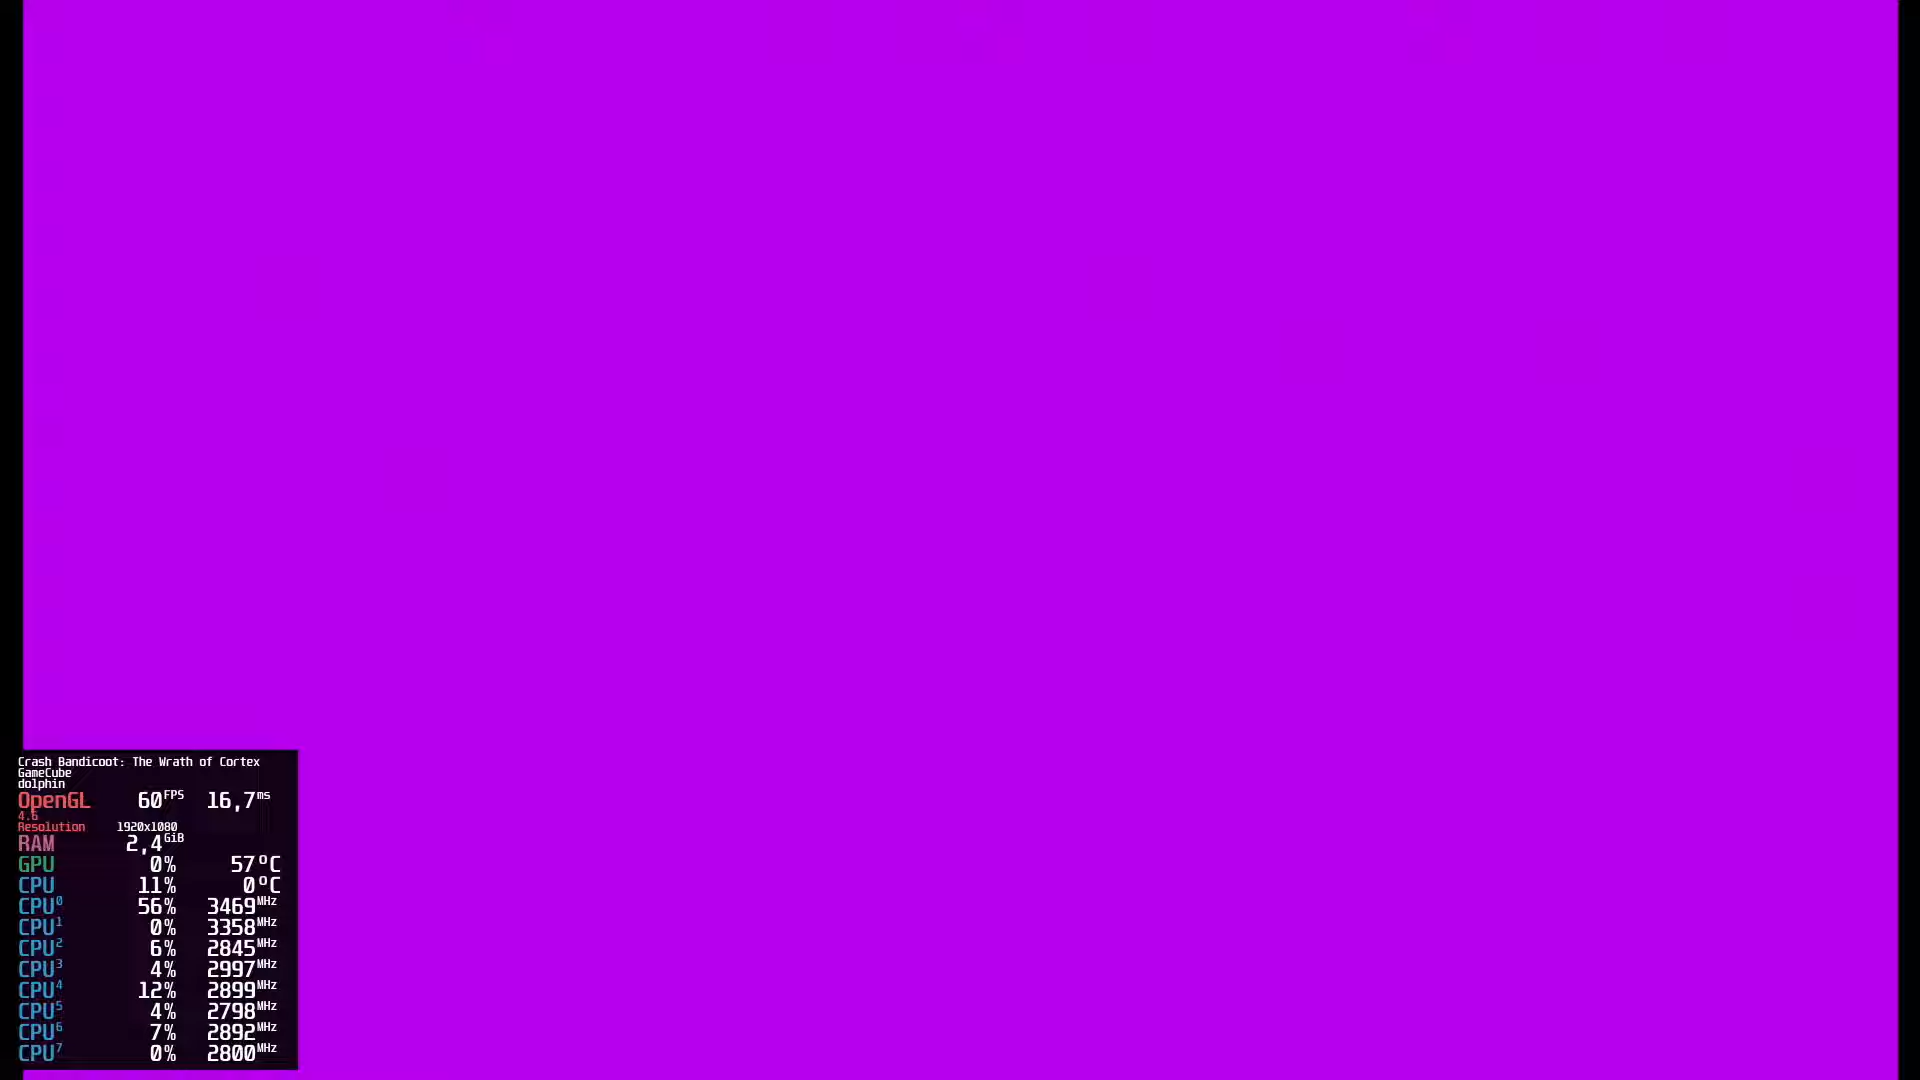 Crash Bandicoot: The Wrath of Cortex
GameCube
dolphin
OpenGL 60FPS 16,7ms
4.6
Resolution 1920x1080
RAM 2,4GiB
GPU 0% 57°C
CPU 11% 0°C
CPU0 56% 3469MHz
CPU1 0% 3358MHz
CPU2 6% 2845MHz
CPU3 4% 2997MHz
CPU4 12% 2899MHz
CPU5 4% 2798MHz
CPU6 7% 2892MHz
CPU7 0% 2800MHz